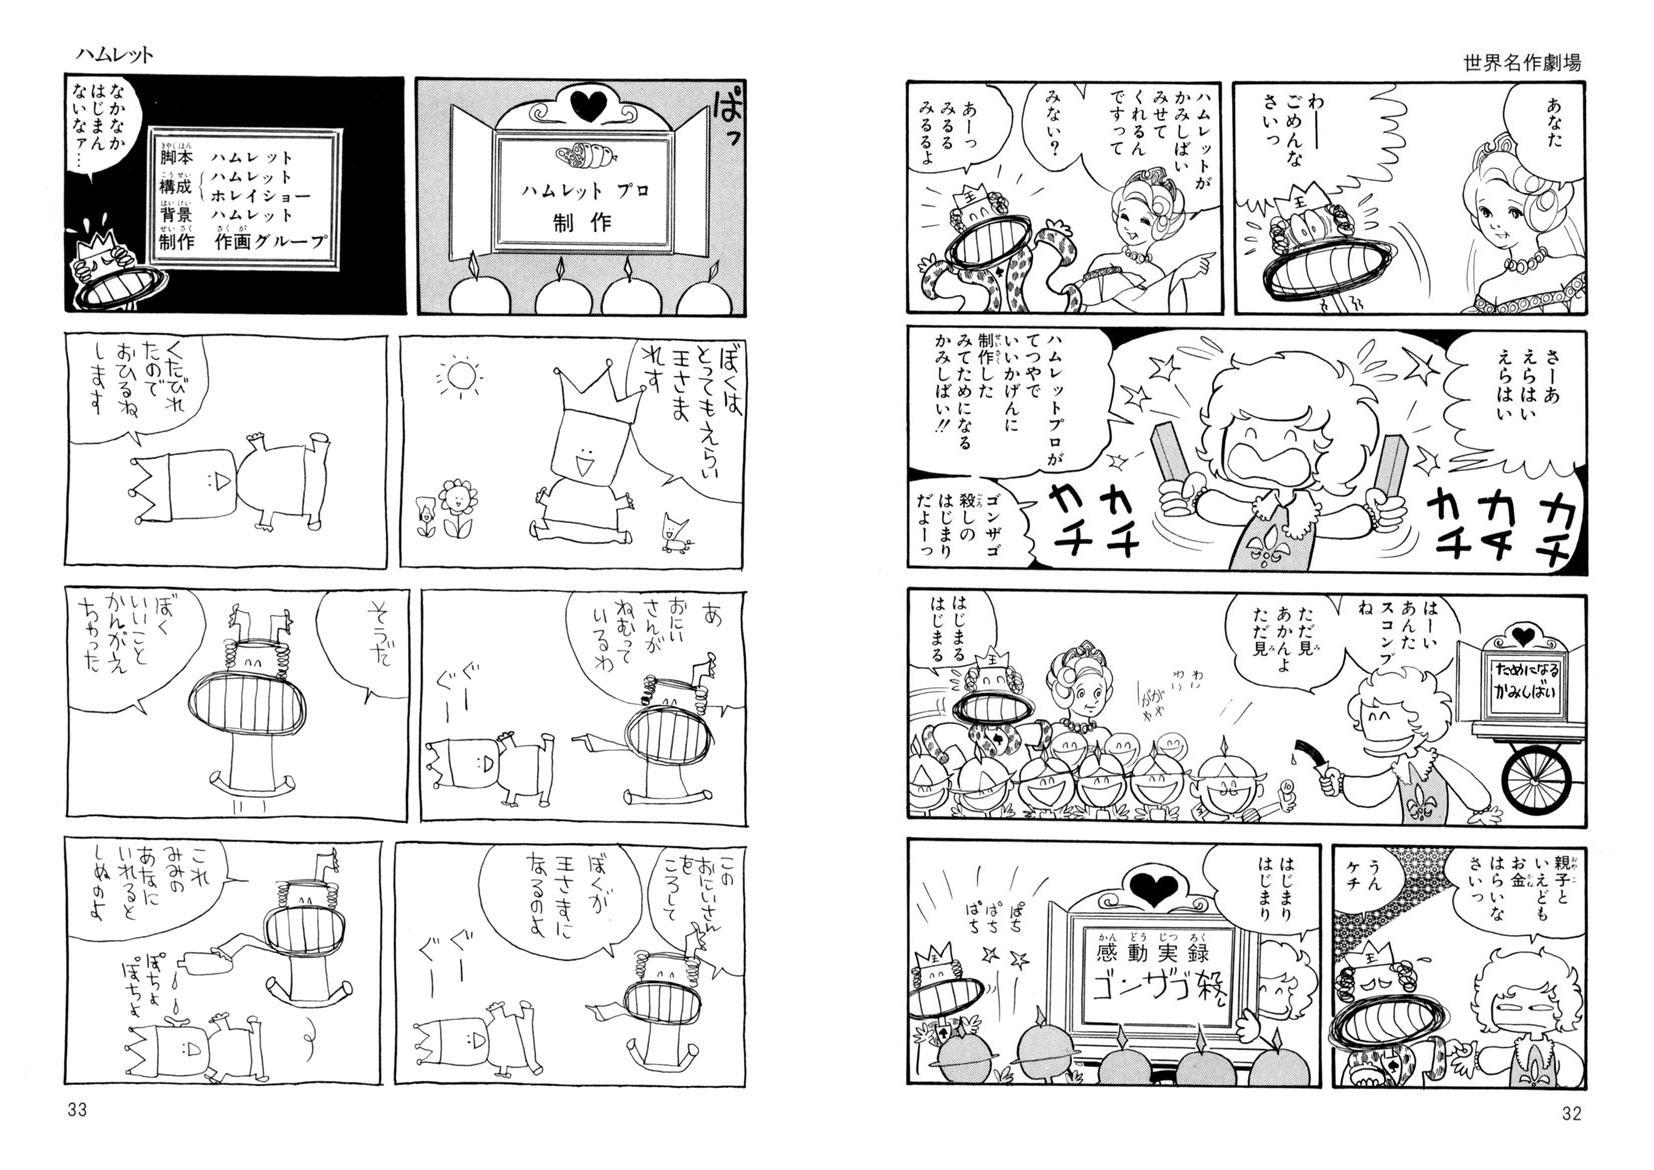 世界名作劇場
あなた
わ――
ごめんな
さいっ
ハムレットが
かみしばい
みせて
くれるん
ですって
みない?
あーっ
みるる
みるるよ
さーあ
えらはい
えらはい
カチ
カチ
カチ
カチ
カチ
ハムレットプロが
てつやで
いいかげんに
制作した
みてためになる
かみしばい!!
ゴンザゴ
殺しの
はじまり
だよーっ
ためになる
かみしばい
はーい
あんた
スコンブ
ね
ただ見
あかんよ
ただ見
わい
わい
がが
やや
はじまる
はじまる
親子と
いえども
お金
はらいな
さいっ
うん
ケチ
はじまり
はじまり
感動実録
ゴンザゴ殺し
ぱち
ぱち
ぱち
32
ハムレット
ぱっ
ハムレット プロ
制作
脚本 ハムレット
構成 ハムレット
ホレイショー
背景 ハムレット
制作 作画グループ
なかなか
はじまん
ないなァ…
ぼくは
とってもえらい
王さま
れす
くたびれ
たので
おひるね
します
あ
おにい
さんが
ねむって
いるわ
ぐー
ぐー
そうだ
ぼく
いいこと
かんがえ
ちゃった
この
おにいさん
を
ころして
ぼくが
王さまに
なるのよ
ぐー
ぐー
これ
みみの
あなに
いれると
しぬのよ
ぽちょ
ぽちょ
33